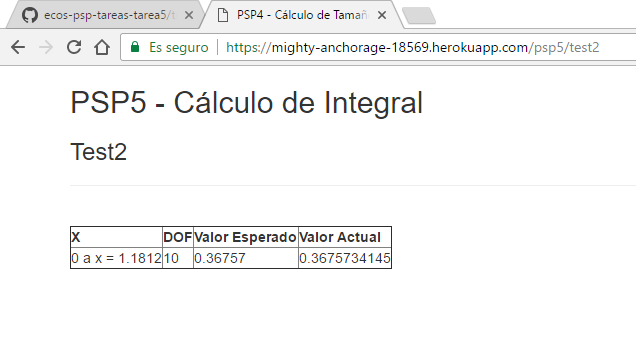 ecos-psp-tareas-tarea5/t
PSP4 - Cálculo de Tamañ
Es seguro
https://mighty-anchorage-18569.herokuapp.com/psp5/test2
PSP5 - Cálculo de Integral
Test2
X DOF Valor Esperado Valor Actual
0 a x = 1.1812 10 0.36757 0.3675734145